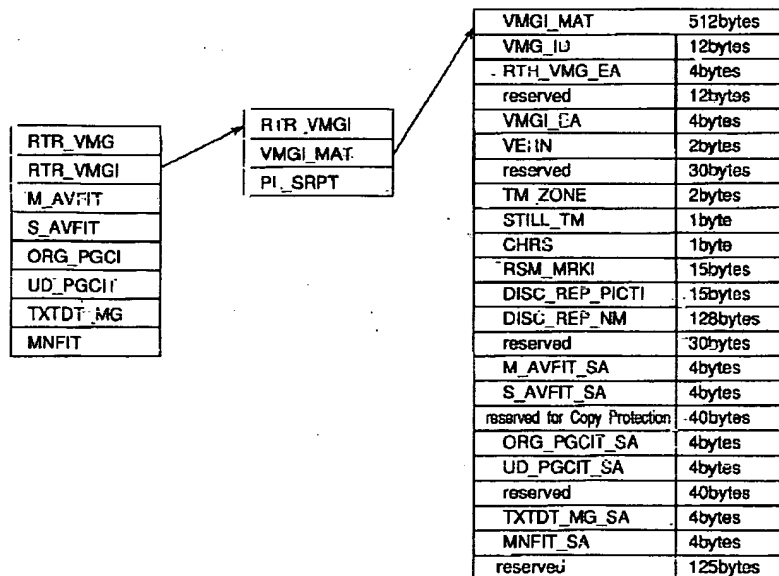 RTR_VMG
RTR_VMGI
M_AVFIT
S_AVFIT
ORG_PGCI
UD_PGCIT
TXTDT_MG
MNFIT
RTR_VMGI
VMGI_MAT
PL_SRPT
VMGI_MAT 512bytes
VMG_ID 12bytes
RTR_VMG_EA 4bytes
reserved 12bytes
VMGI_EA 4bytes
VERN 2bytes
reserved 30bytes
TM_ZONE 2bytes
STILL_TM 1byte
CHRS 1byte
RSM_MRKI 15bytes
DISC_REP_PICTI 15bytes
DISC_REP_NM 128bytes
reserved 30bytes
M_AVFIT_SA 4bytes
S_AVFIT_SA 4bytes
reserved for Copy Protection 40bytes
ORG_PGCIT_SA 4bytes
UD_PGCIT_SA 4bytes
reserved 40bytes
TXTDT_MG_SA 4bytes
MNFIT_SA 4bytes
reserved 125bytes